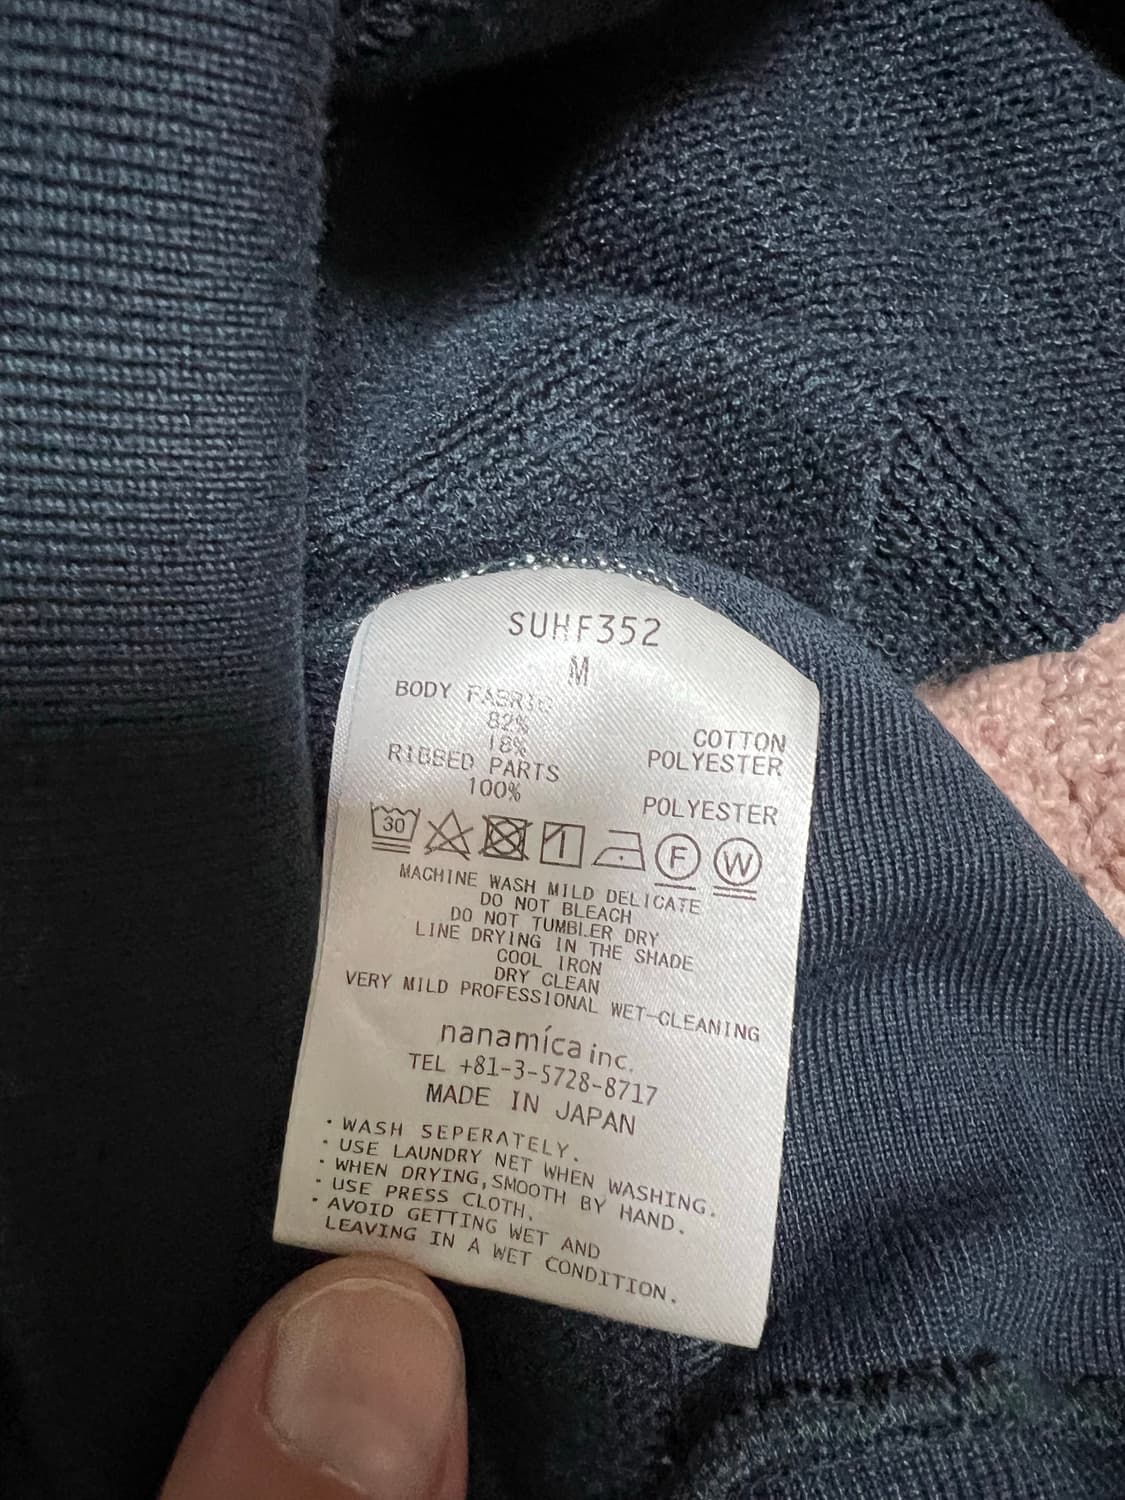 SUHF352
M
BODY FABRIC
82% COTTON
18% POLYESTER
RIBBED PARTS
100% POLYESTER
30 F W
MACHINE WASH MILD DELICATE
DO NOT BLEACH
DO NOT TUMBLER DRY
LINE DRYING IN THE SHADE
COOL IRON
DRY CLEAN
VERY MILD PROFESSIONAL WET-CLEANING
nanamíca inc.
TEL +81-3-5728-8717
MADE IN JAPAN
・WASH SEPERATELY.
・USE LAUNDRY NET WHEN WASHING.
・WHEN DRYING,SMOOTH BY HAND.
・USE PRESS CLOTH.
・AVOID GETTING WET AND
LEAVING IN A WET CONDITION.